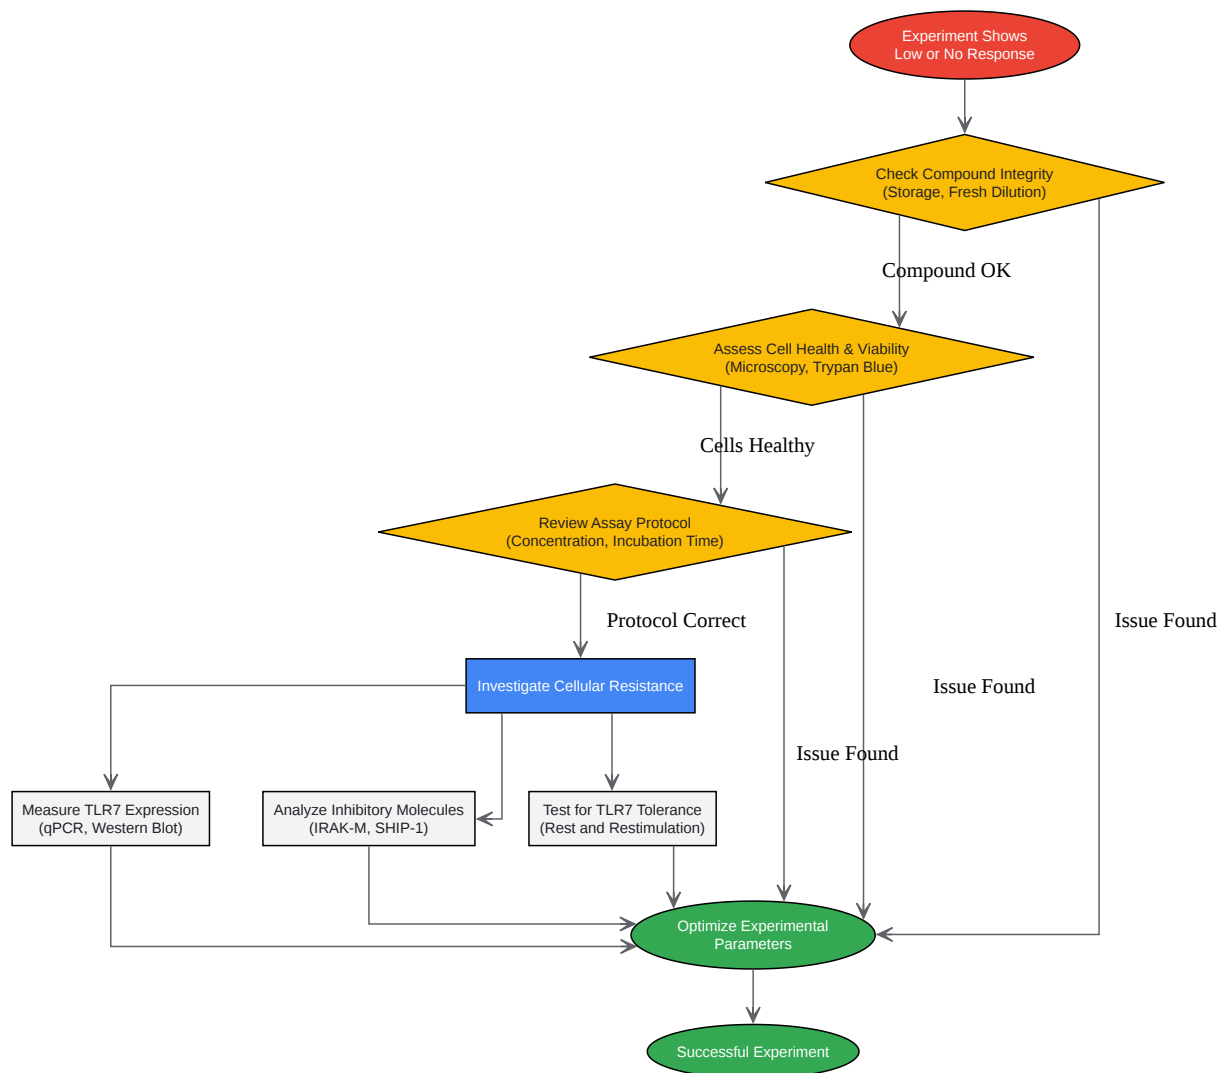 Experiment Shows
Low or No Response
Check Compound Integrity
(Storage, Fresh Dilution)
Compound OK
Assess Cell Health & Viability
(Microscopy, Trypan Blue)
Cells Healthy
Review Assay Protocol
(Concentration, Incubation Time)
Protocol Correct
Issue Found
Investigate Cellular Resistance
Issue Found
Issue Found
Measure TLR7 Expression
(qPCR, Western Blot)
Analyze Inhibitory Molecules
(IRAK-M, SHIP-1)
Test for TLR7 Tolerance
(Rest and Restimulation)
Optimize Experimental
Parameters
Successful Experiment